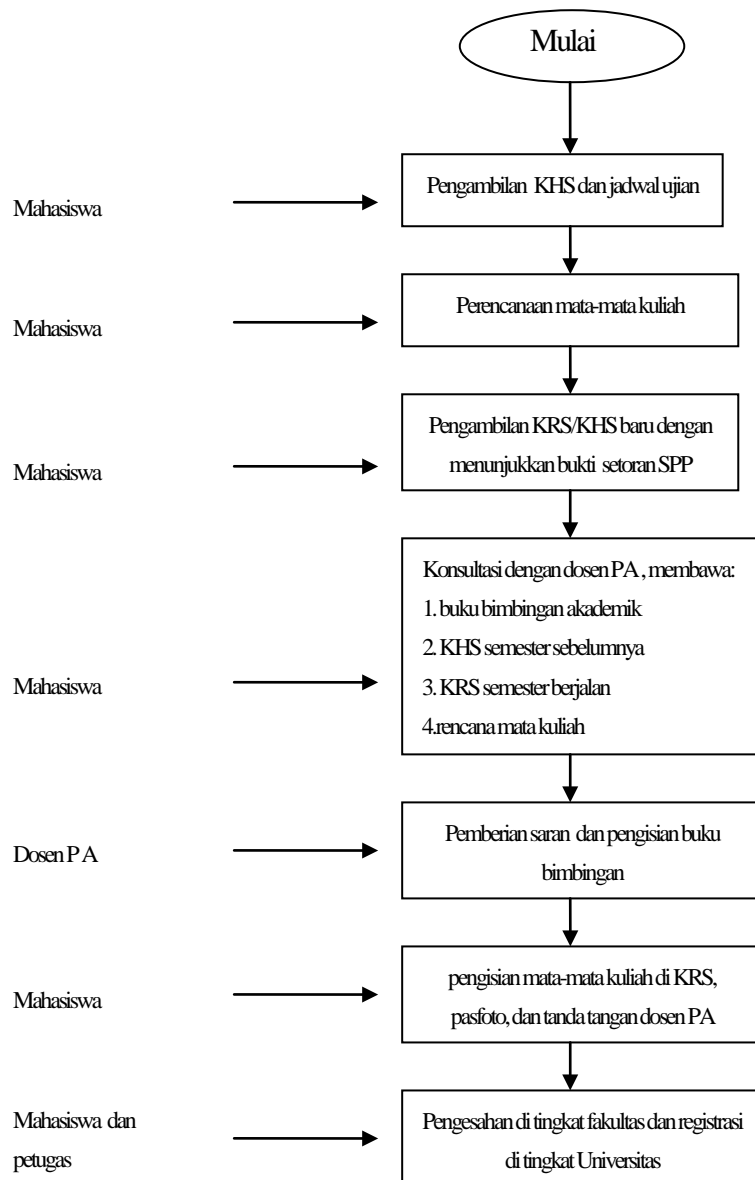 Mulai
Mahasiswa
Pengambilan KHS dan jadwal ujian
Mahasiswa
Perencanaan mata-mata kuliah
Mahasiswa
Pengambilan KRS/KHS baru dengan
menunjukkan bukti setoran SPP
Mahasiswa
Konsultasi dengan dosen PA, membawa:
1. buku bimbingan akademik
2. KHS semester sebelumnya
3. KRS semester berjalan
4.rencana mata kuliah
Dosen PA
Pemberian saran dan pengisian buku
bimbingan
Mahasiswa
pengisian mata-mata kuliah di KRS,
pasfoto, dan tanda tangan dosen PA
Mahasiswa dan
petugas
Pengesahan di tingkat fakultas dan registrasi
di tingkat Universitas